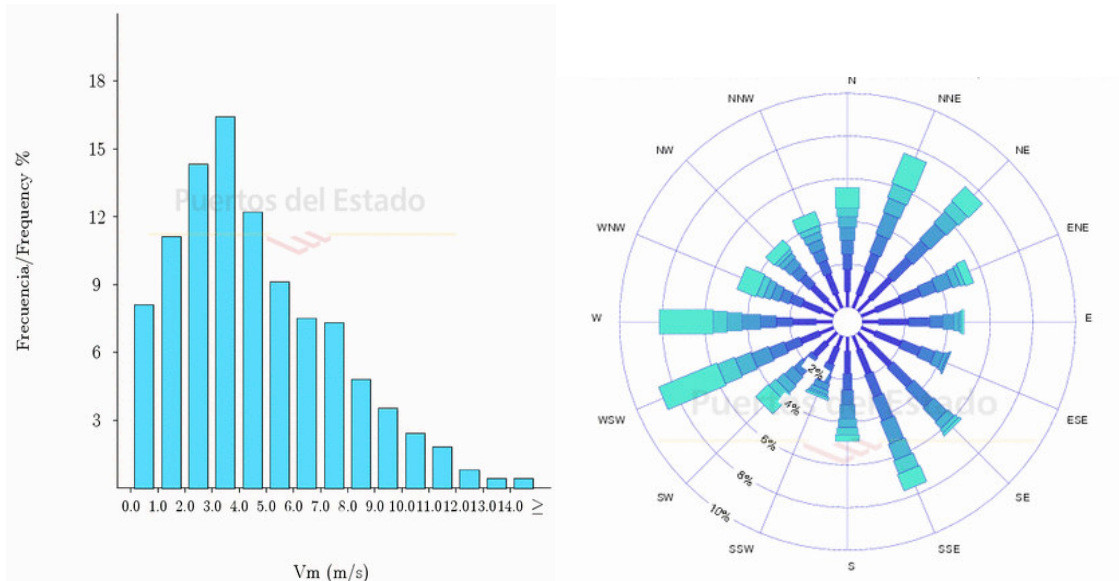 18
15
12
9
6
3
Frecuencia/Frequency %
Puertos del Estado
0.0 1.0 2.0 3.0 4.0 5.0 6.0 7.0 8.0 9.0 10.0 11.0 12.0 13.0 14.0 ≥
Vm (m/s)
N
NNE
NE
ENE
E
ESE
SE
SSE
S
SSW
SW
WSW
W
WNW
NW
NNW
2%
4%
6%
8%
10%
Puertos del Estado